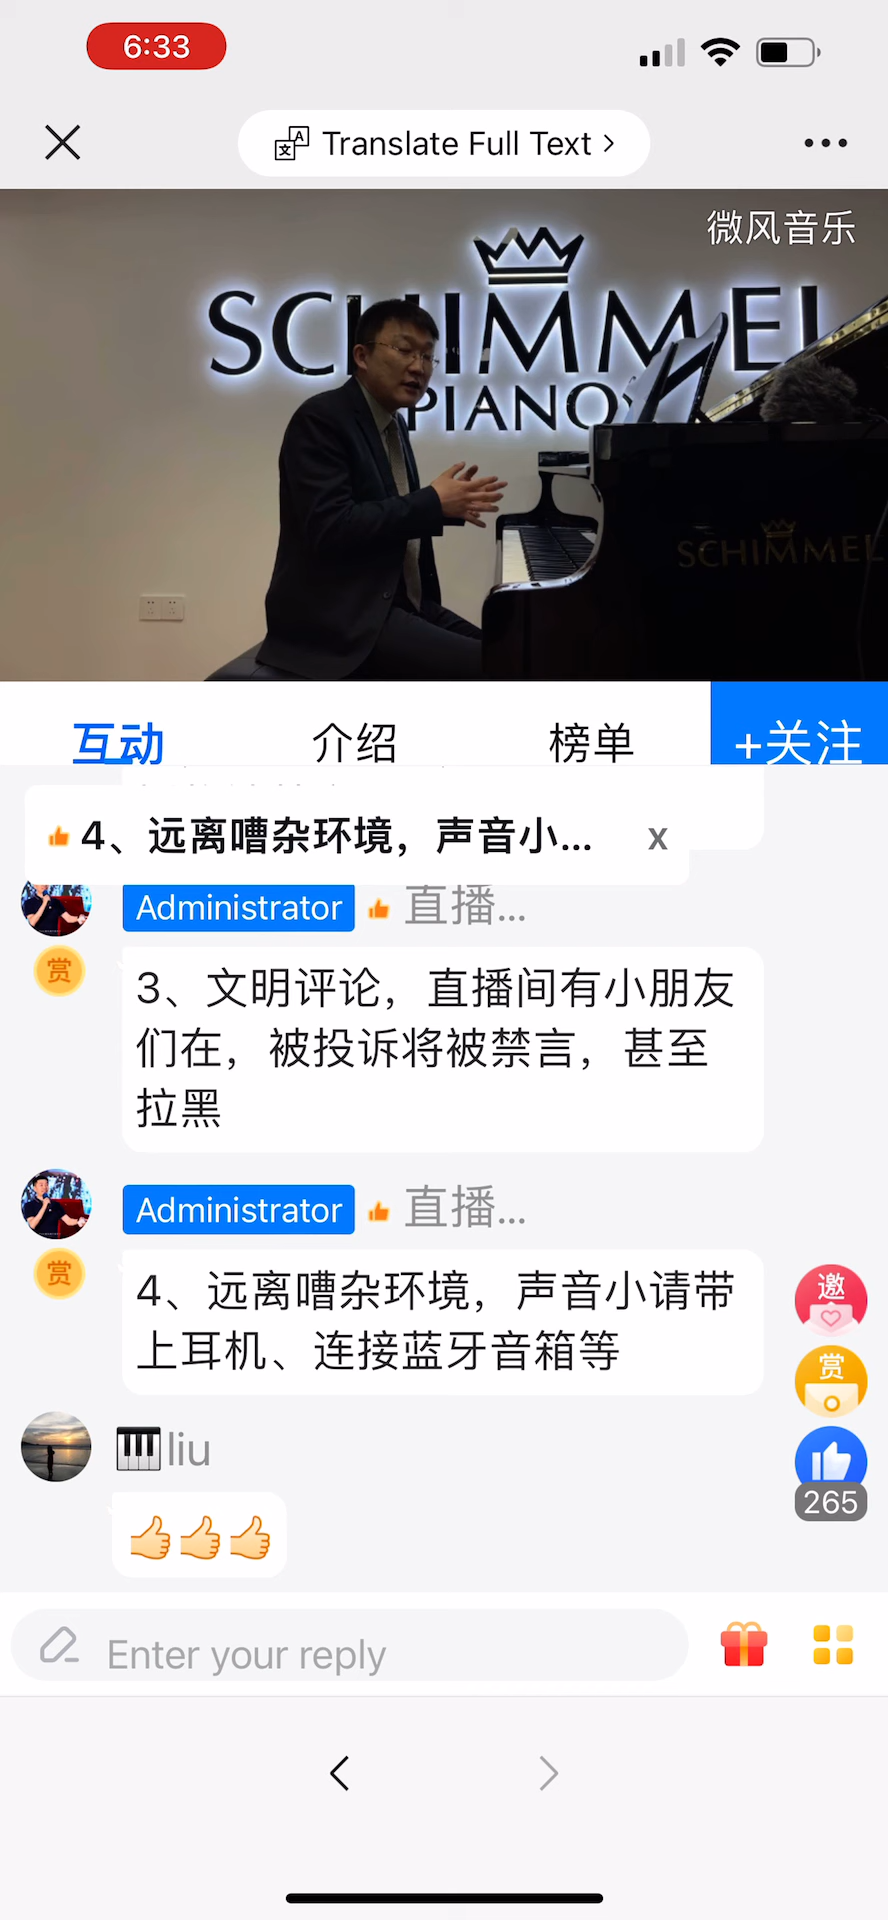 6:33
Translate Full Text
微风音乐
SCHIMMEL
PIANO
SCHIMMEL
互动
介绍
榜单
+关注
4、远离嘈杂环境，声音小...
x
Administrator
直播...
赏
3、文明评论，直播间有小朋友
们在，被投诉将被禁言，甚至
拉黑
Administrator
直播...
赏
4、远离嘈杂环境，声音小请带
上耳机、连接蓝牙音箱等
邀
赏
liu
265
Enter your reply